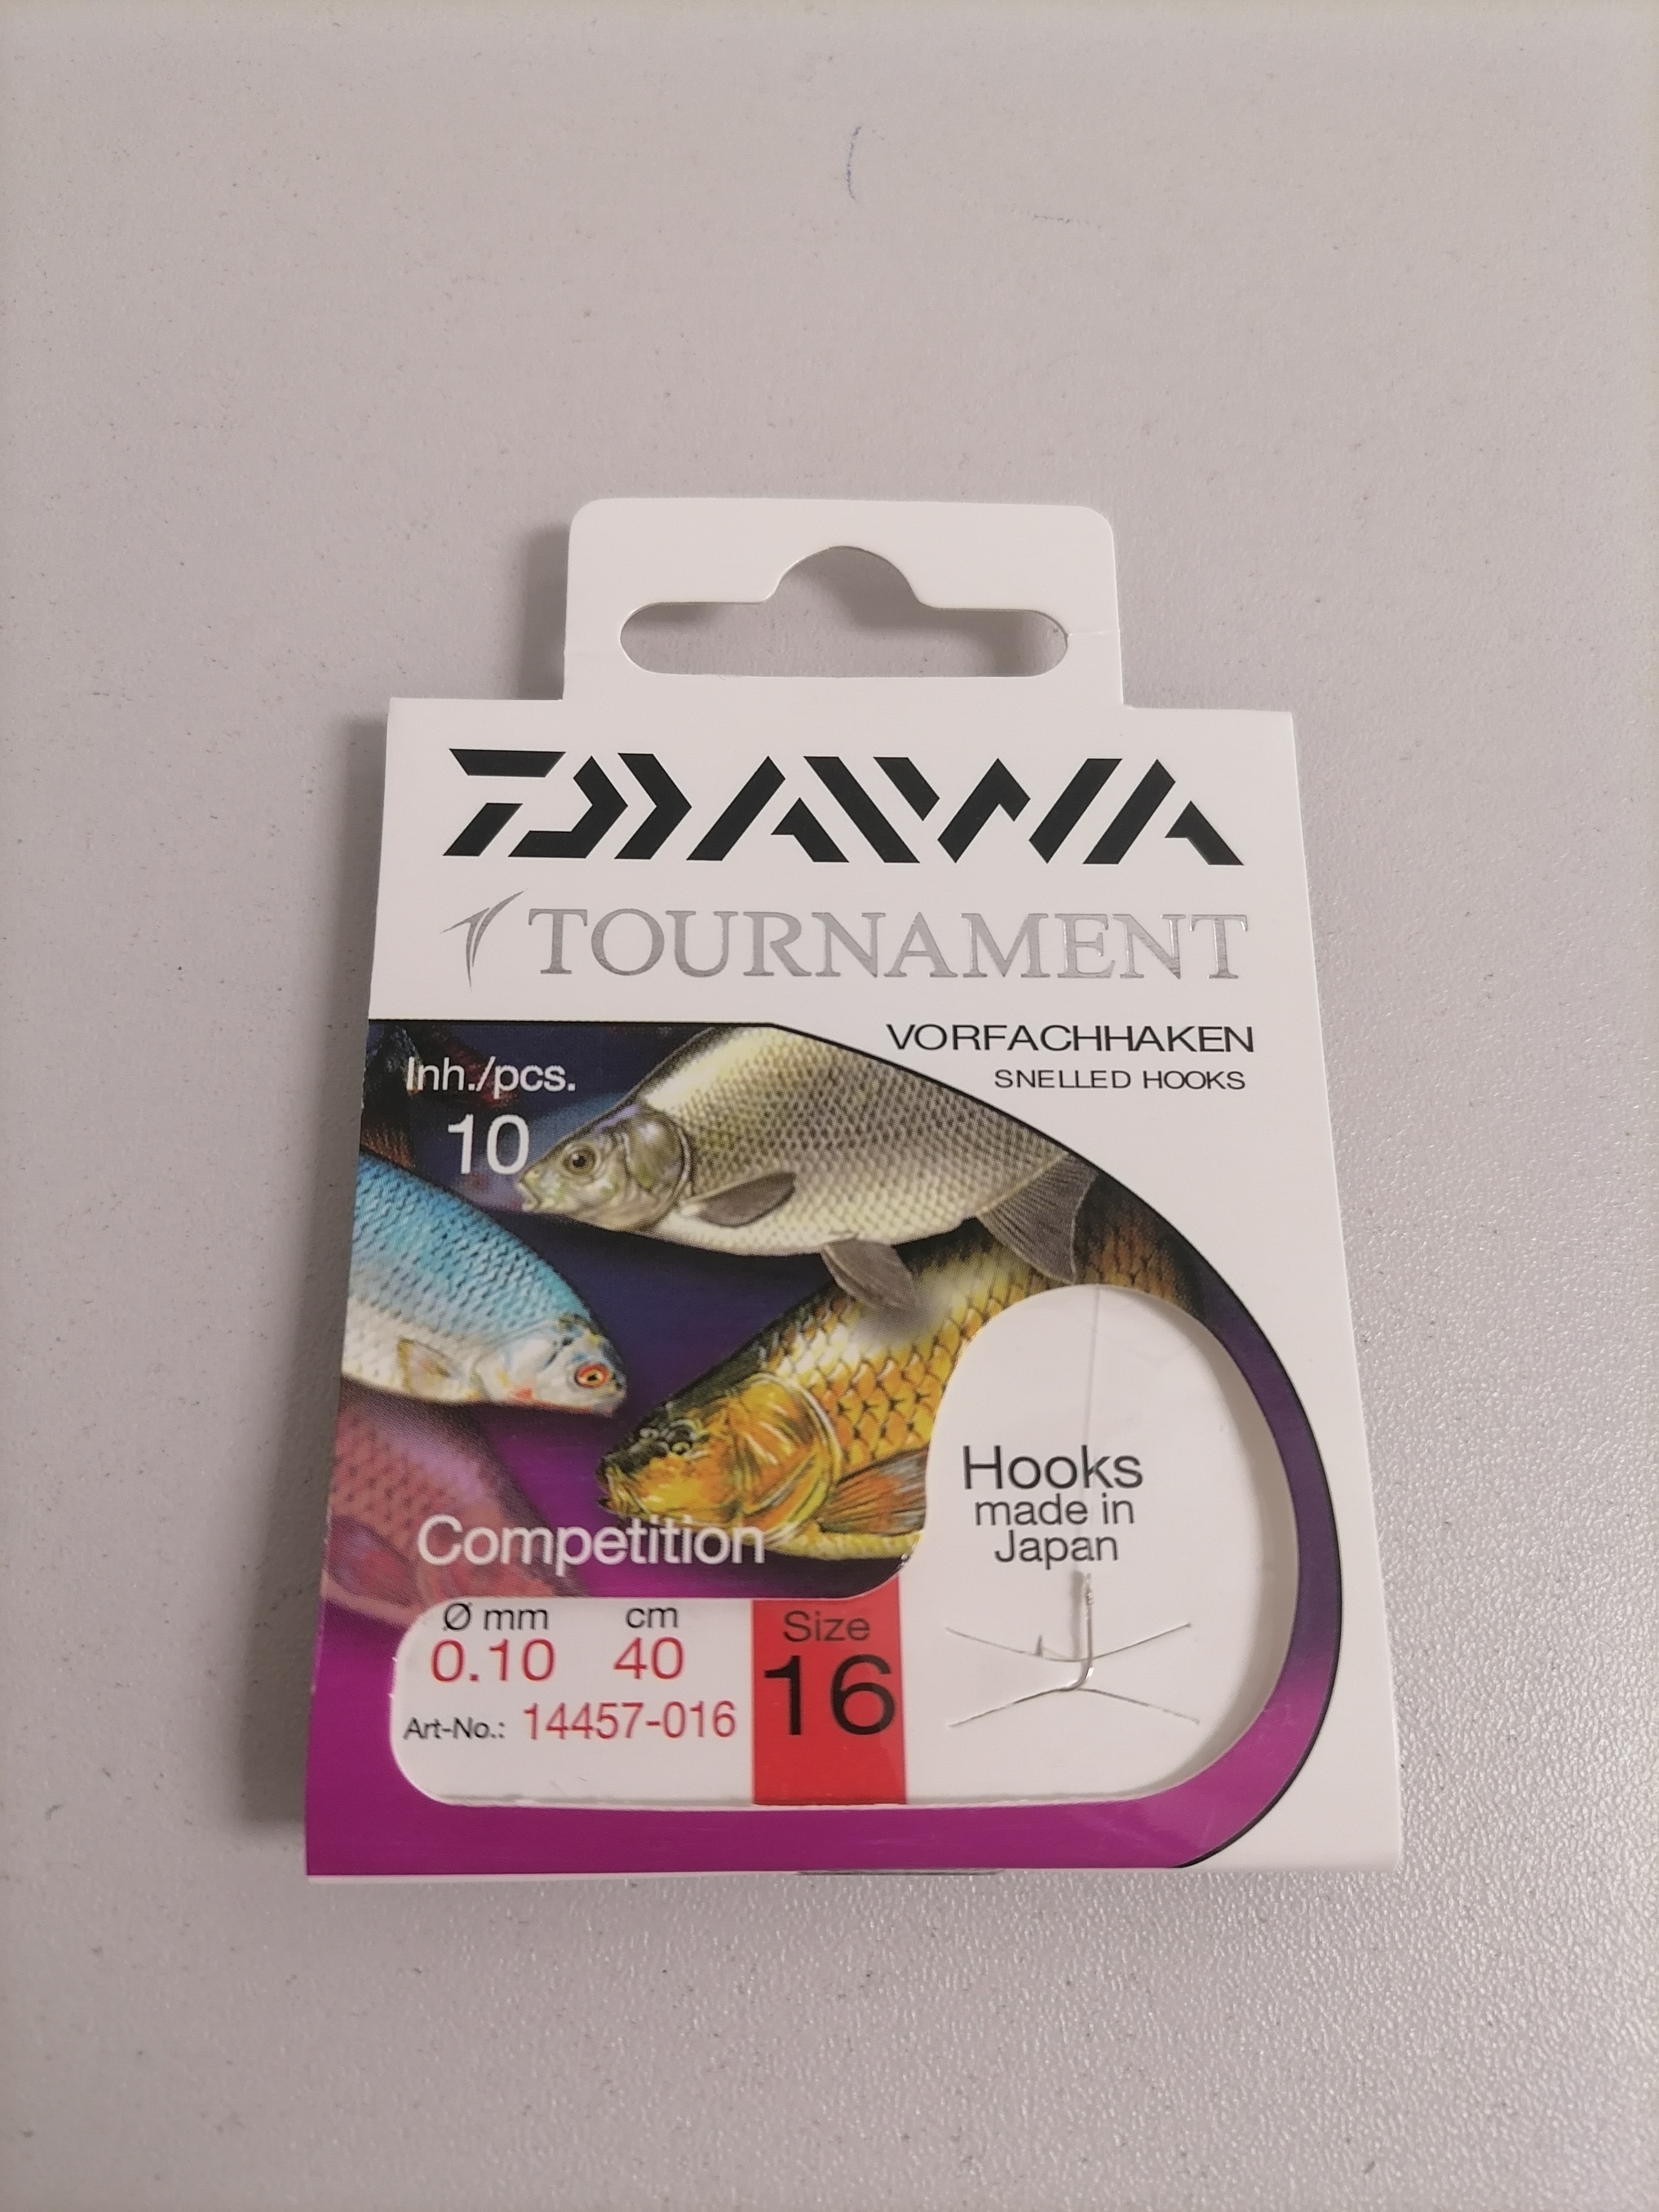 DAIWA
TOURNAMENT
VORFACHHAKEN
SNELLED HOOKS
Inh./pcs.
10
Competition
Hooks
made in
Japan
Ø mm cm
0.10 40
Art-No.: 14457-016
Size
16